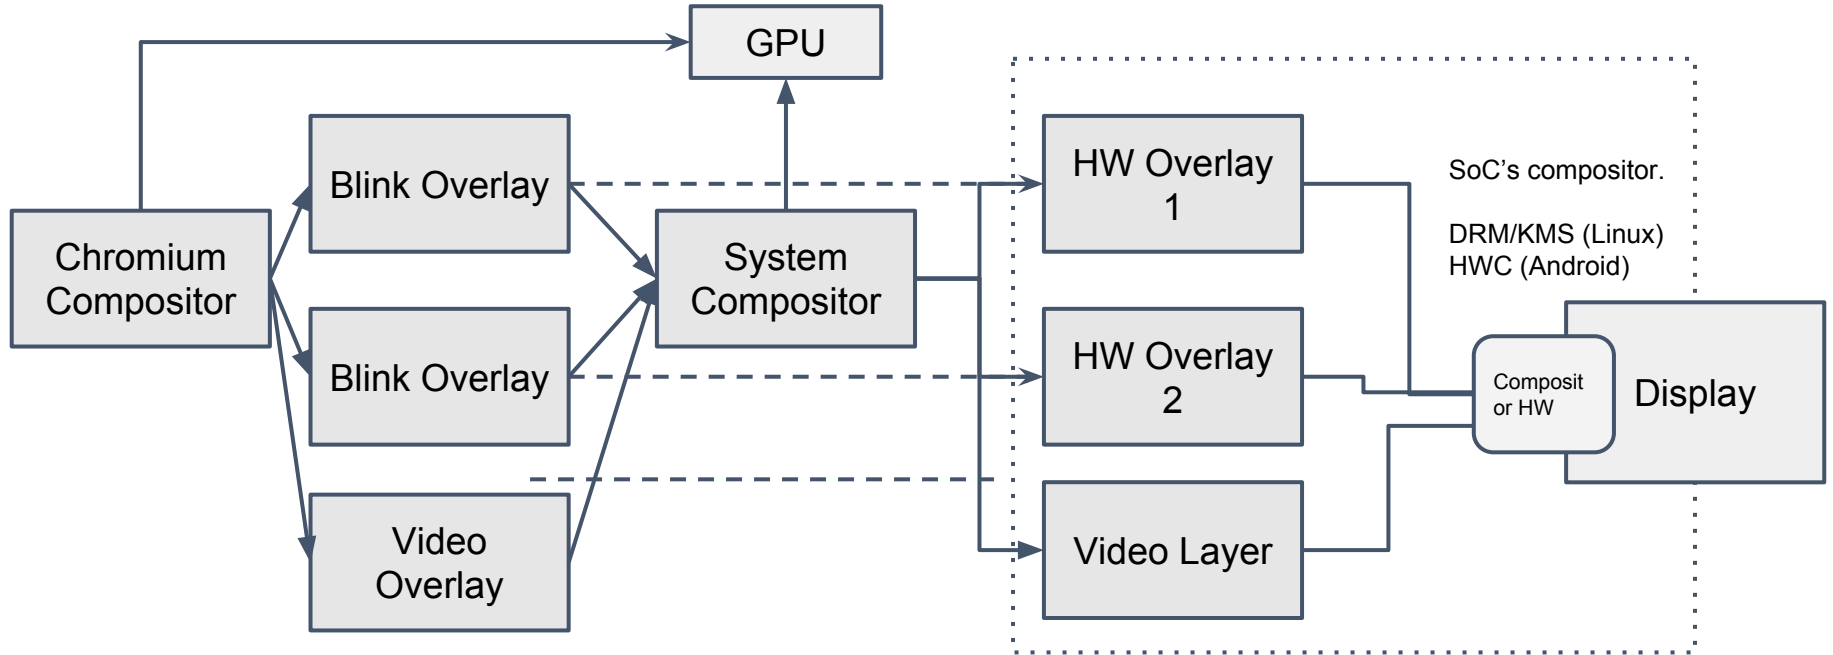 GPU
Blink Overlay
HW Overlay
1
SoC's compositor.
Chromium
Compositor
System
Compositor
DRM/KMS (Linux)
HWC (Android)
Blink Overlay
HW Overlay
2
Composit
or HW
Display
Video
Overlay
Video Layer